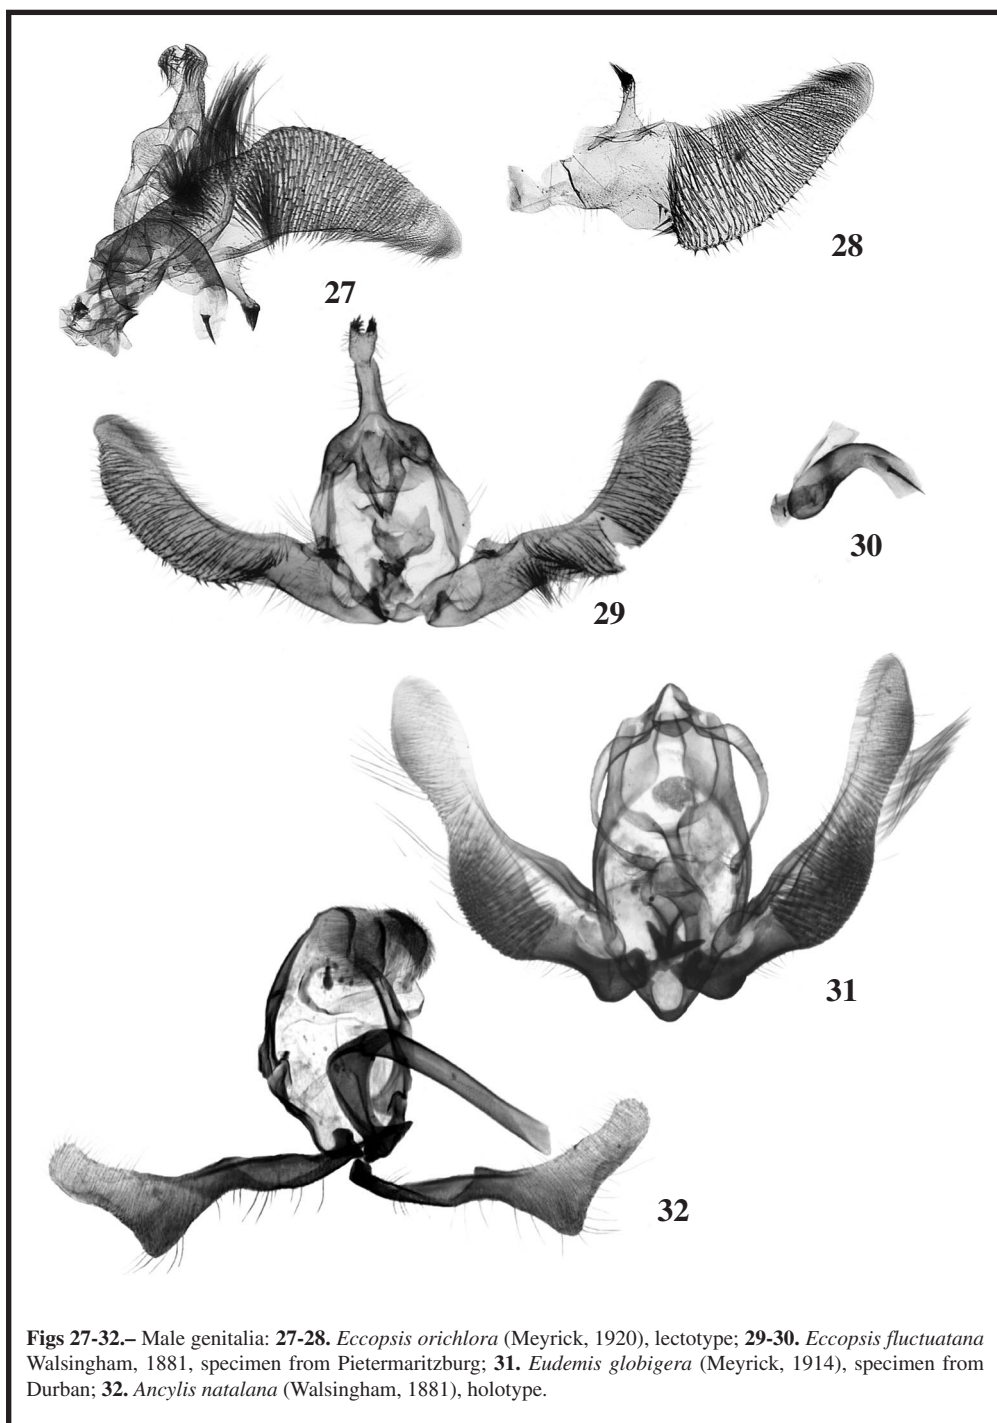 27
28
29
30
31
32
Figs 27-32.– Male genitalia: 27-28. Eccopsis orichlora (Meyrick, 1920), lectotype; 29-30. Eccopsis fluctuatana
Walsingham, 1881, specimen from Pietermaritzburg; 31. Eudemis globigera (Meyrick, 1914), specimen from
Durban; 32. Ancylis natalana (Walsingham, 1881), holotype.